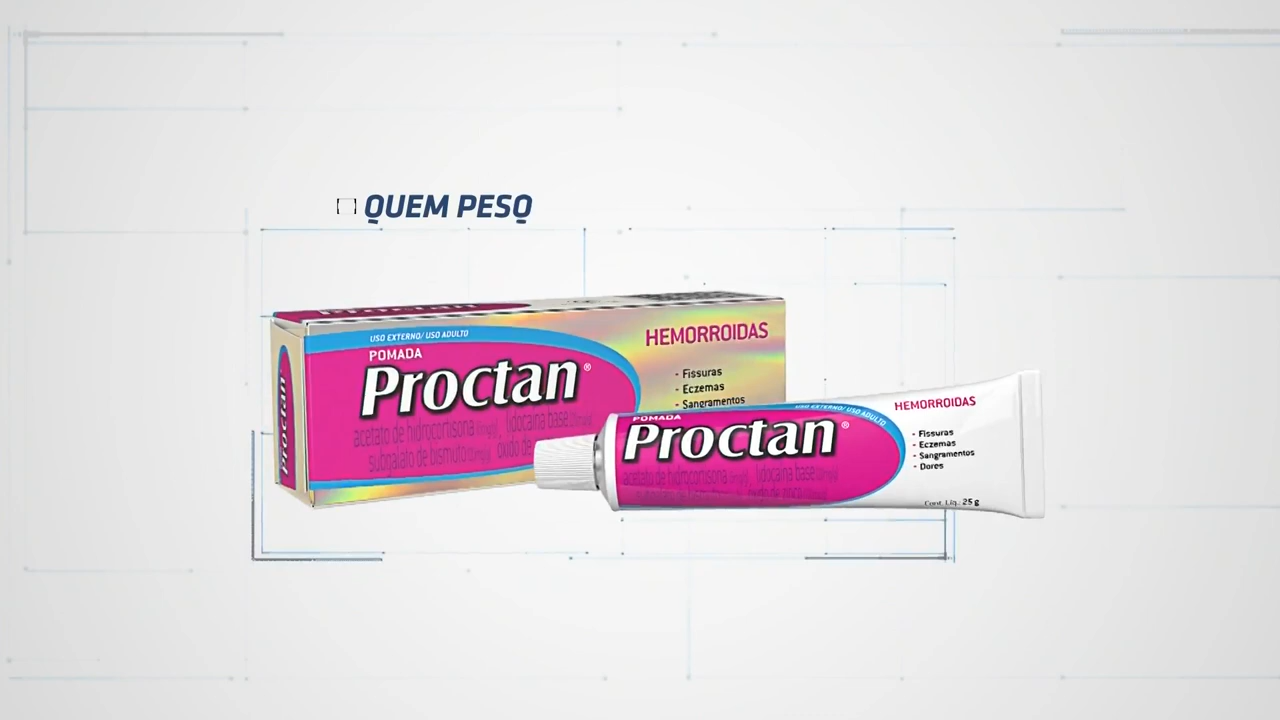 QUEM PESQ
Proctan
USO EXTERNO/ USO ADULTO
POMADA
Proctan®
acetato de hidrocortisona lidocaína base
subgalato de bismuto óxido de
HEMORROIDAS
- Fissuras
- Eczemas
- Sangramentos
Proctan
POMADA
USO EXTERNO/ USO ADULTO
Proctan®
acetato de hidrocortisona lidocaína base
HEMORROIDAS
- Fissuras
- Eczemas
- Sangramentos
- Dores
Cont. Líq.: 25 g